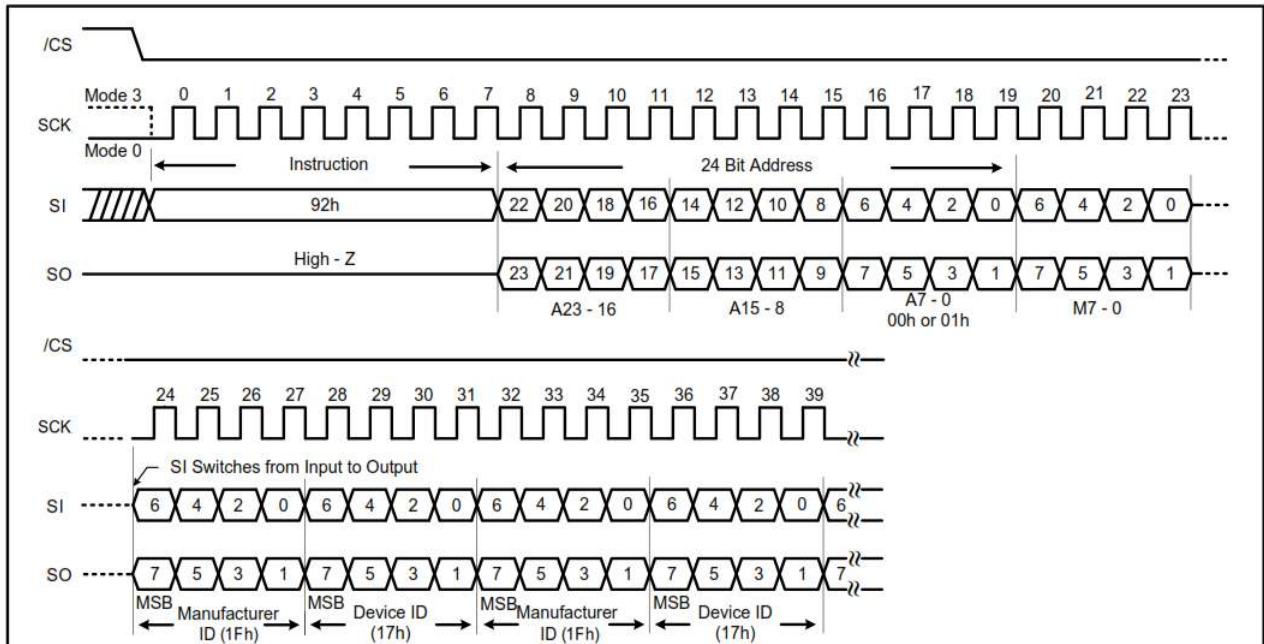 /CS
Mode 3 0 1 2 3 4 5 6 7 8 9 10 11 12 13 14 15 16 17 18 19 20 21 22 23
SCK
Mode 0
Instruction 24 Bit Address
SI 92h 22 20 18 16 14 12 10 8 6 4 2 0 6 4 2 0
High - Z
SO 23 21 19 17 15 13 11 9 7 5 3 1 7 5 3 1
A23 - 16 A15 - 8 A7 - 0 M7 - 0
00h or 01h
/CS
24 25 26 27 28 29 30 31 32 33 34 35 36 37 38 39
SCK
SI Switches from Input to Output
SI 6 4 2 0 6 4 2 0 6 4 2 0 6 4 2 0 6
SO 7 5 3 1 7 5 3 1 7 5 3 1 7 5 3 1 7
MSB MSB MSB MSB
Manufacturer Device ID Manufacturer Device ID
ID (1Fh) (17h) ID (1Fh) (17h)